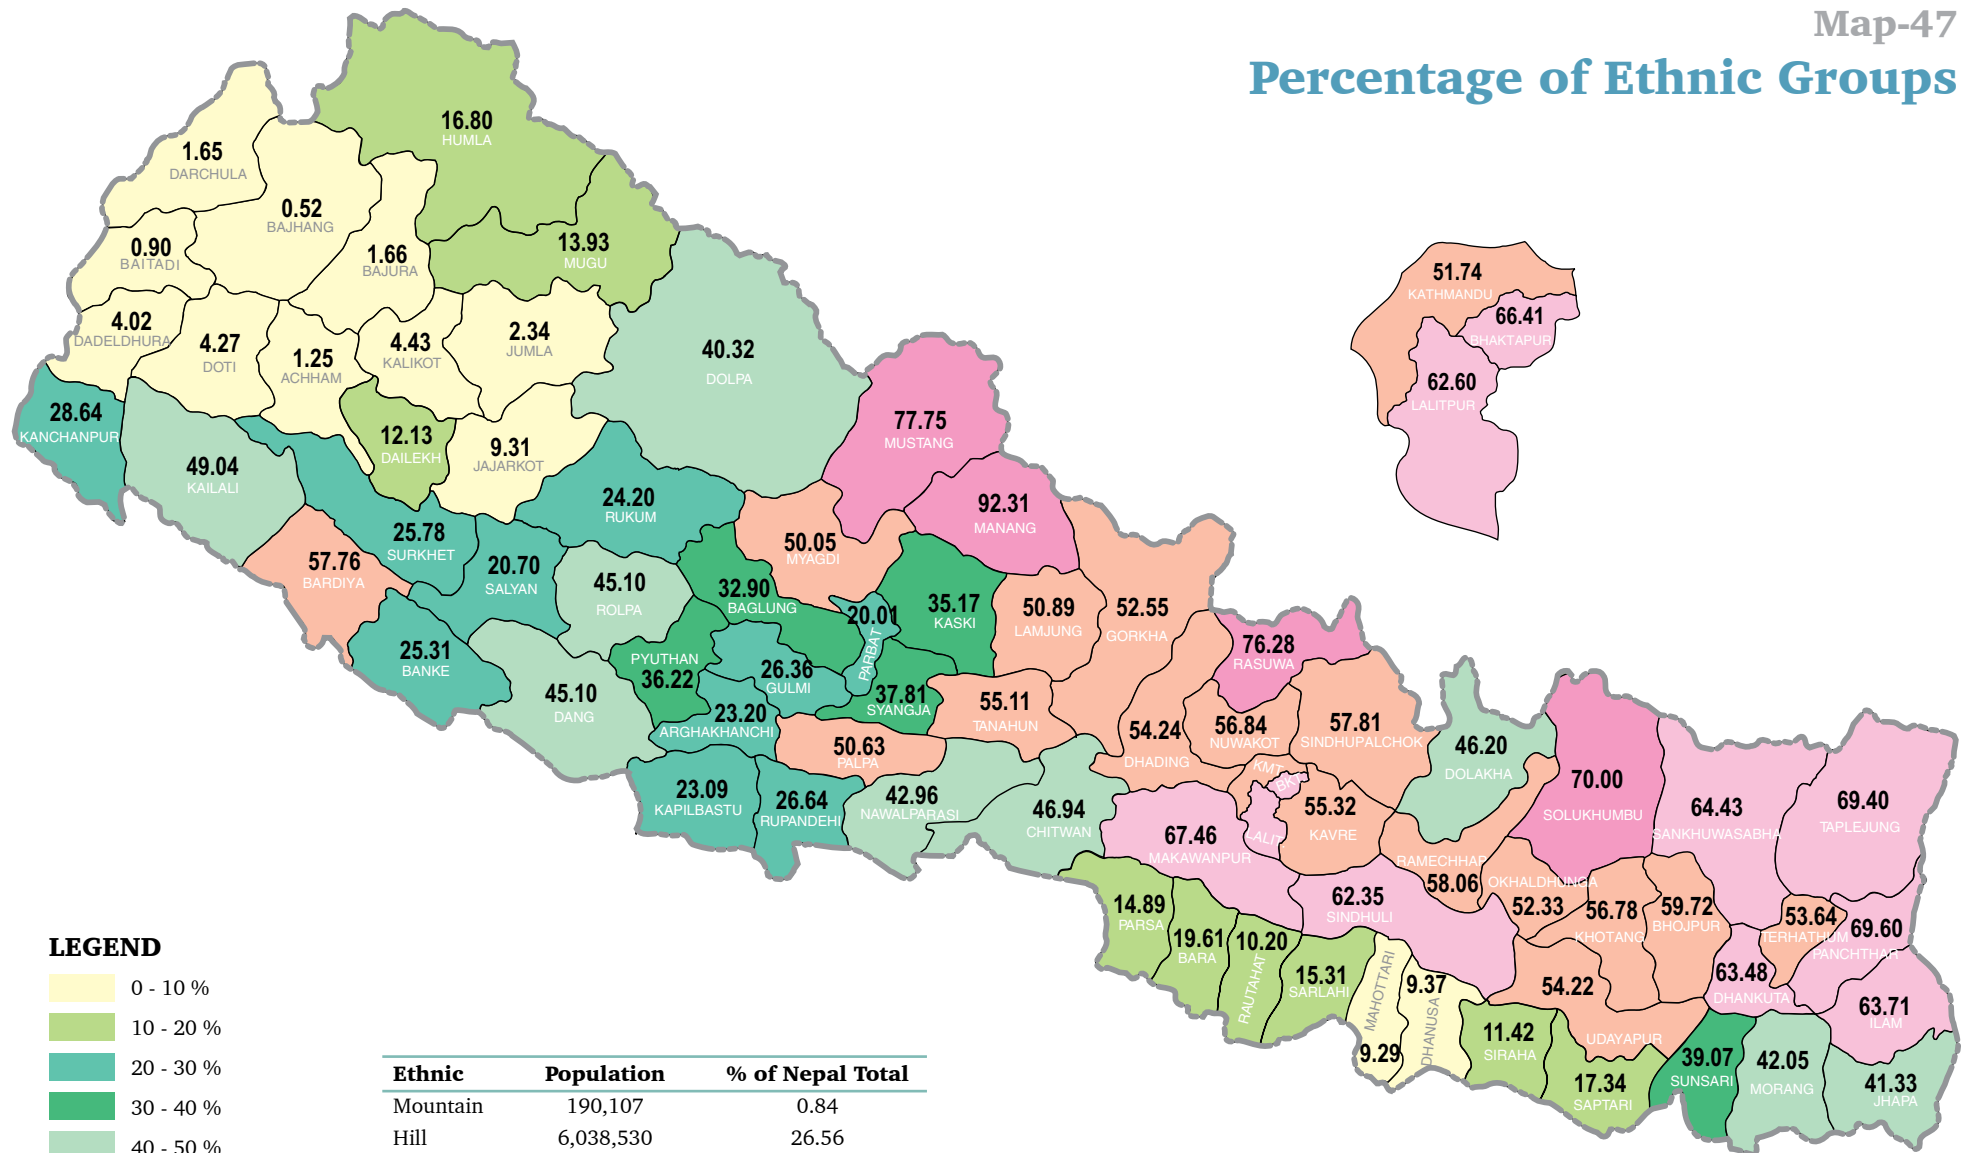 Map-47
Percentage of Ethnic Groups
16.80
HUMLA
1.65
DARCHULA
0.52
BAJHANG
0.90
BAITADI
1.66
BAJURA
13.93
MUGU
4.02
DADELDHURA
4.27
DOTI
1.25
ACHHAM
4.43
KALIKOT
2.34
JUMLA
40.32
DOLPA
51.74
KATHMANDU
66.41
BHAKTAPUR
62.60
LALITPUR
28.64
KANCHANPUR
49.04
KAILALI
12.13
DAILEKH
9.31
JAJARKOT
77.75
MUSTANG
92.31
MANANG
24.20
RUKUM
25.78
SURKHET
57.76
BARDIYA
20.70
SALYAN
45.10
ROLPA
50.05
MYAGDI
32.90
BAGLUNG
20.01
PARBAT
35.17
KASKI
50.89
LAMJUNG
52.55
GORKHA
25.31
BANKE
45.10
DANG
PYUTHAN
36.22
26.36
GULMI
37.81
SYANGJA
23.20
ARGHAKHANCHI
55.11
TANAHUN
50.63
PALPA
76.28
RASUWA
54.24
DHADING
56.84
NUWAKOT
57.81
SINDHUPALCHOK
46.20
DOLAKHA
70.00
SOLUKHUMBU
64.43
SANKHUWASABHA
69.40
TAPLEJUNG
23.09
KAPILBASTU
26.64
RUPANDEHI
42.96
NAWALPARASI
46.94
CHITWAN
67.46
MAKAWANPUR
KMT
BKT
LALIT
55.32
KAVRE
RAMECHHAP
58.06
OKHALDHUNGA
52.33
56.78
KHOTANG
59.72
BHOJPUR
53.64
TERHATHUM
69.60
PANCHTHAR
62.35
SINDHULI
14.89
PARSA
19.61
BARA
10.20
RAUTAHAT
15.31
SARLAHI
MAHOTTARI
9.29
9.37
DHANUSA
11.42
SIRAHA
54.22
UDAYAPUR
17.34
SAPTARI
63.48
DHANKUTA
63.71
ILAM
39.07
SUNSARI
42.05
MORANG
41.33
JHAPA
LEGEND
0 - 10 %
10 - 20 %
20 - 30 %
30 - 40 %
40 - 50 %
Ethnic Population % of Nepal Total
Mountain 190,107 0.84
Hill 6,038,530 26.56